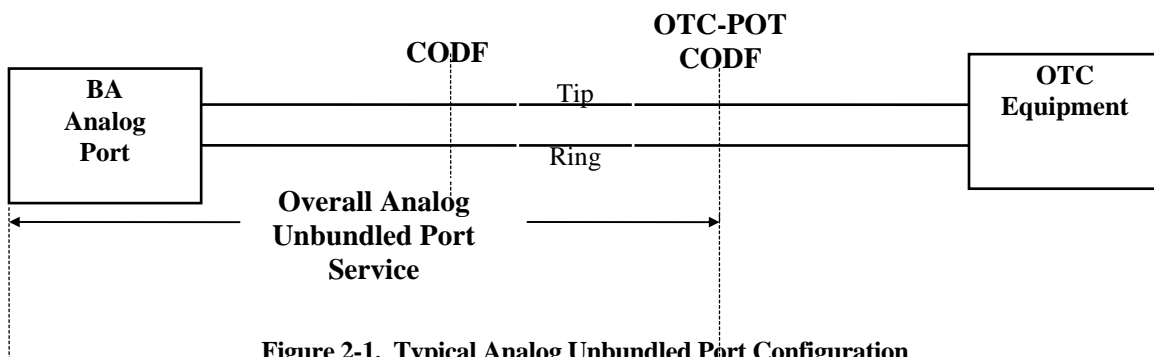 OTC-POT
CODF
CODF
BA
Analog
Port
Tip
Ring
OTC
Equipment
Overall Analog
Unbundled Port
Service
Figure 2-1. Typical Analog Unbundled Port Configuration